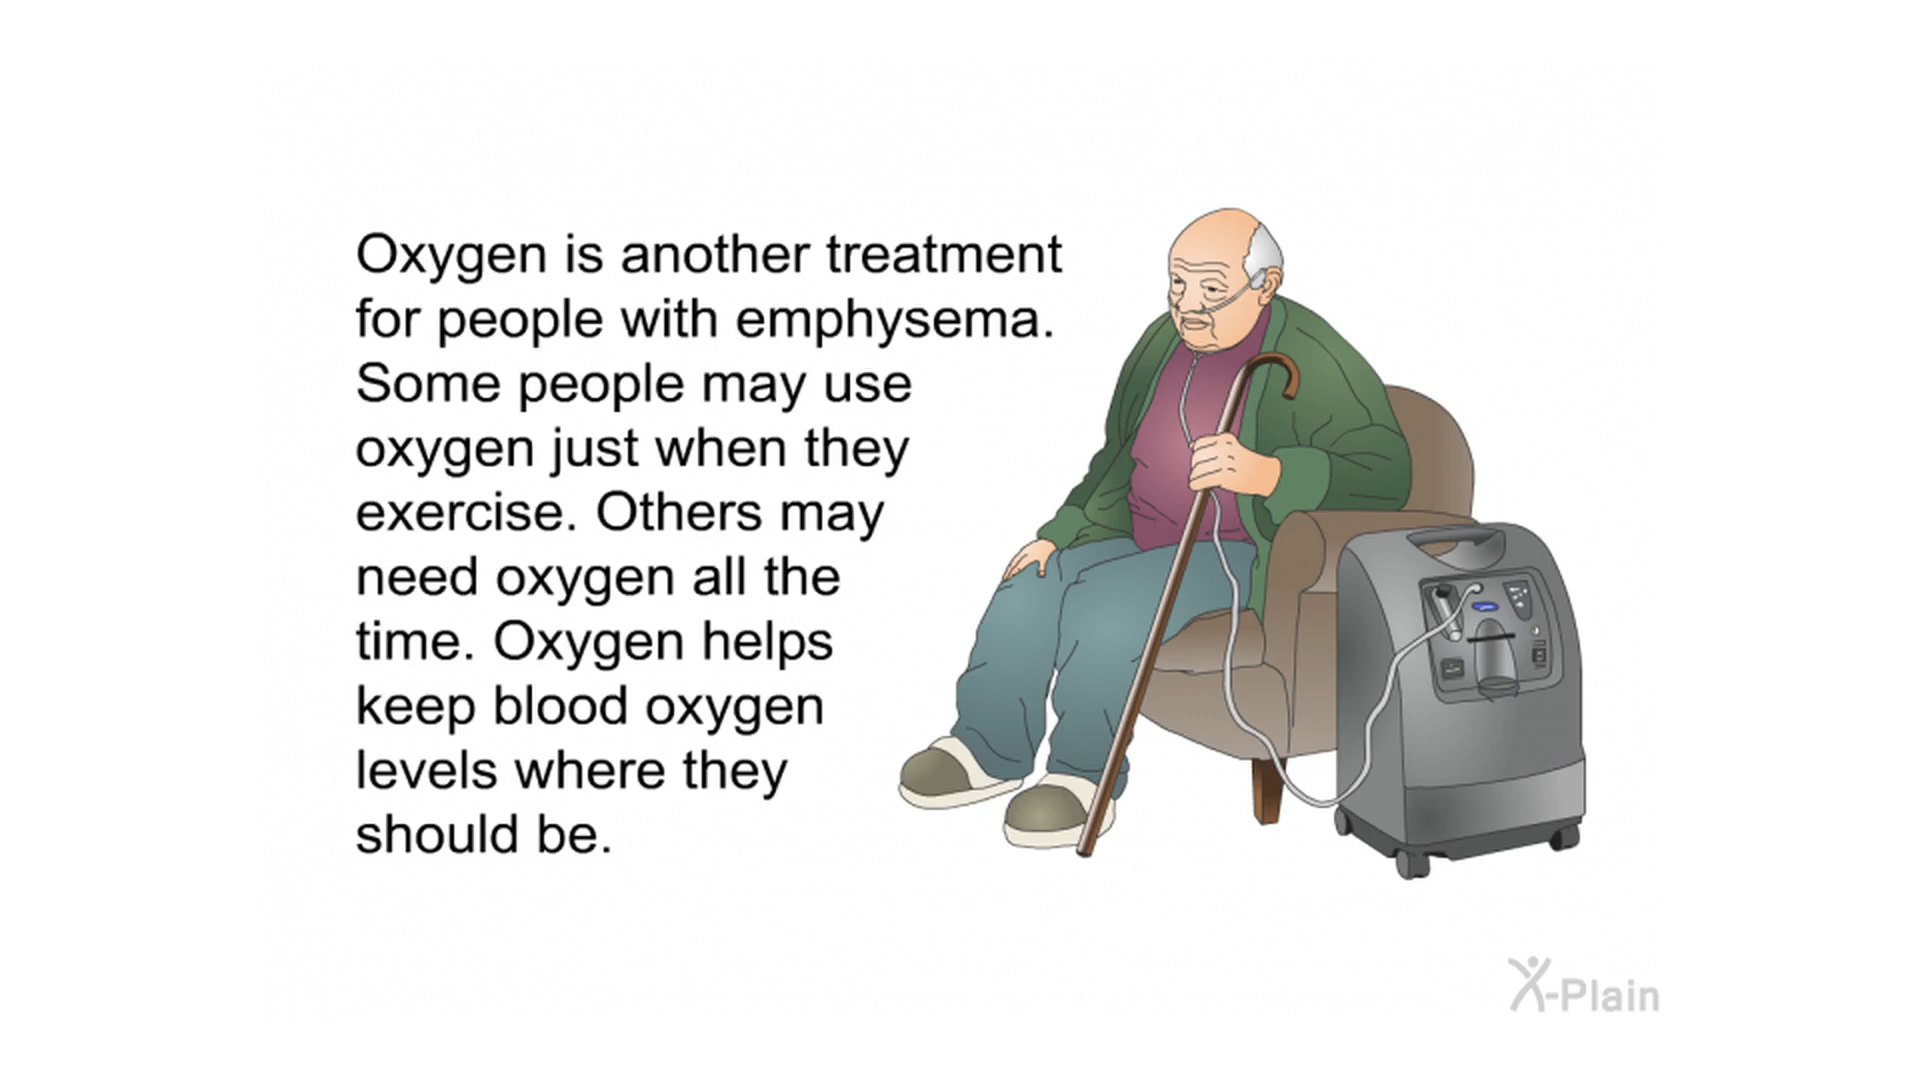 Oxygen is another treatment
for people with emphysema.
Some people may use
oxygen just when they
exercise. Others may
need oxygen all the
time. Oxygen helps
keep blood oxygen
levels where they
should be.
X-Plain